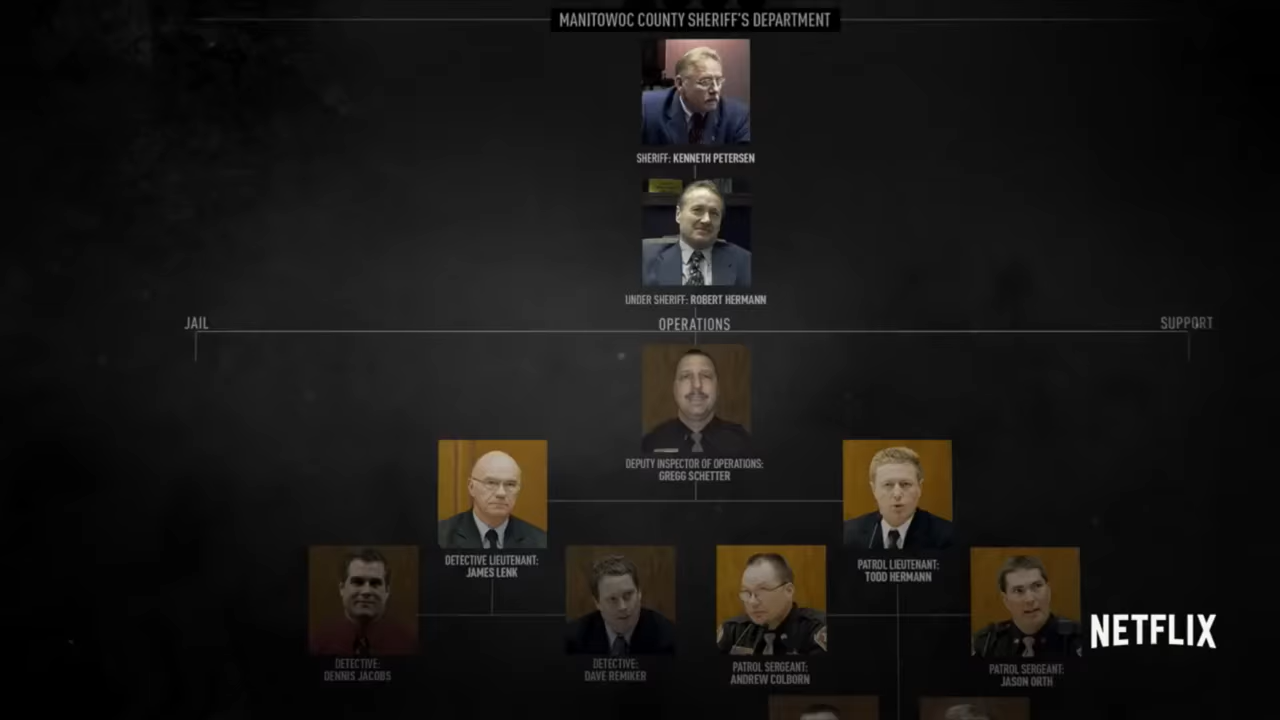 MANITOWOC COUNTY SHERIFF'S DEPARTMENT
SHERIFF: KENNETH PETERSEN
UNDER SHERIFF: ROBERT HERMANN
JAIL
OPERATIONS
SUPPORT
DEPUTY INSPECTOR OF OPERATIONS:
GREGG SCHETTER
DETECTIVE LIEUTENANT:
JAMES LENK
PATROL LIEUTENANT:
TODD HERMANN
DETECTIVE:
DENNIS JACOBS
DETECTIVE:
DAVE REMIKER
PATROL SERGEANT:
ANDREW COLBORN
PATROL SERGEANT:
JASON ORTH
NETFLIX